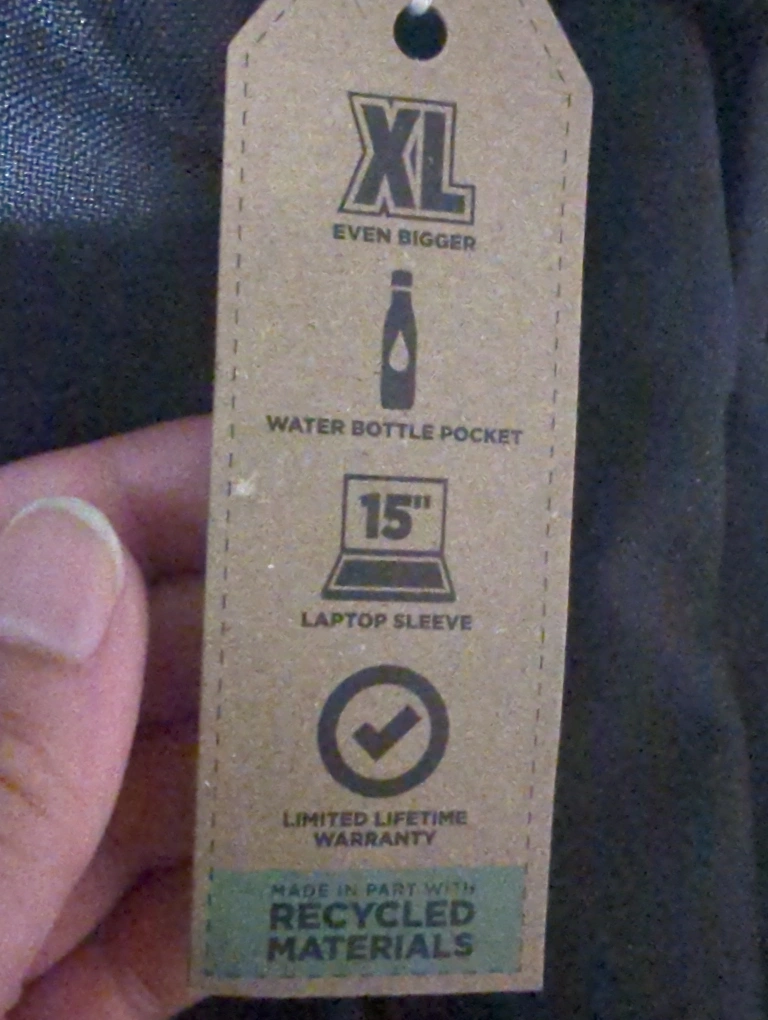 XL
EVEN BIGGER
WATER BOTTLE POCKET
15"
LAPTOP SLEEVE
LIMITED LIFETIME
WARRANTY
MADE IN PART WITH
RECYCLED
MATERIALS